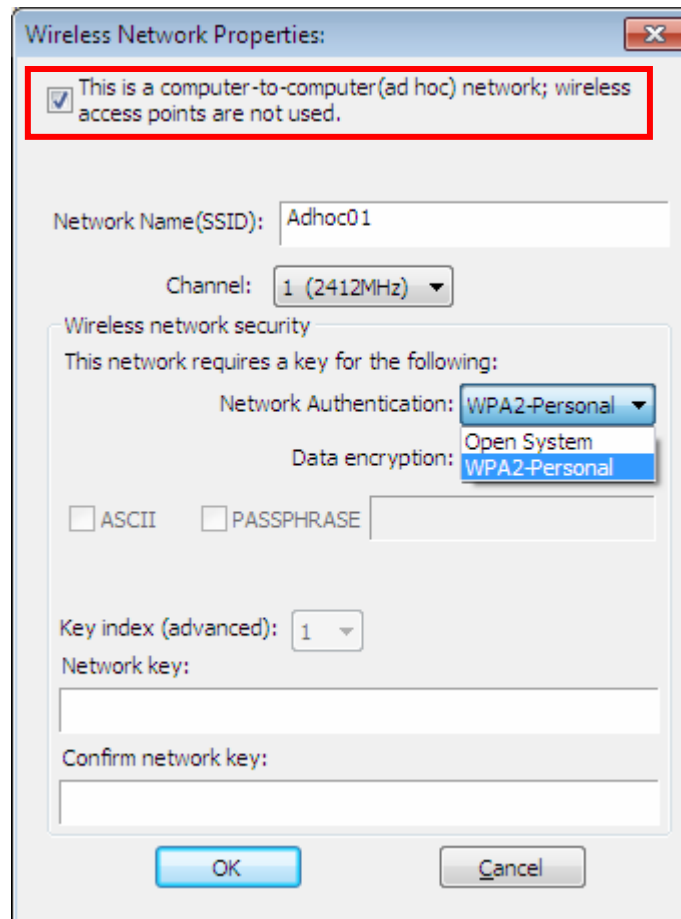 Wireless Network Properties:
This is a computer-to-computer(ad hoc) network; wireless
access points are not used.
Network Name(SSID): Adhoc01
Channel: 1 (2412MHz)
Wireless network security
This network requires a key for the following:
Network Authentication: WPA2-Personal
Open System
Data encryption: WPA2-Personal
ASCII PASSPHRASE
Key index (advanced): 1
Network key:
Confirm network key:
OK Cancel